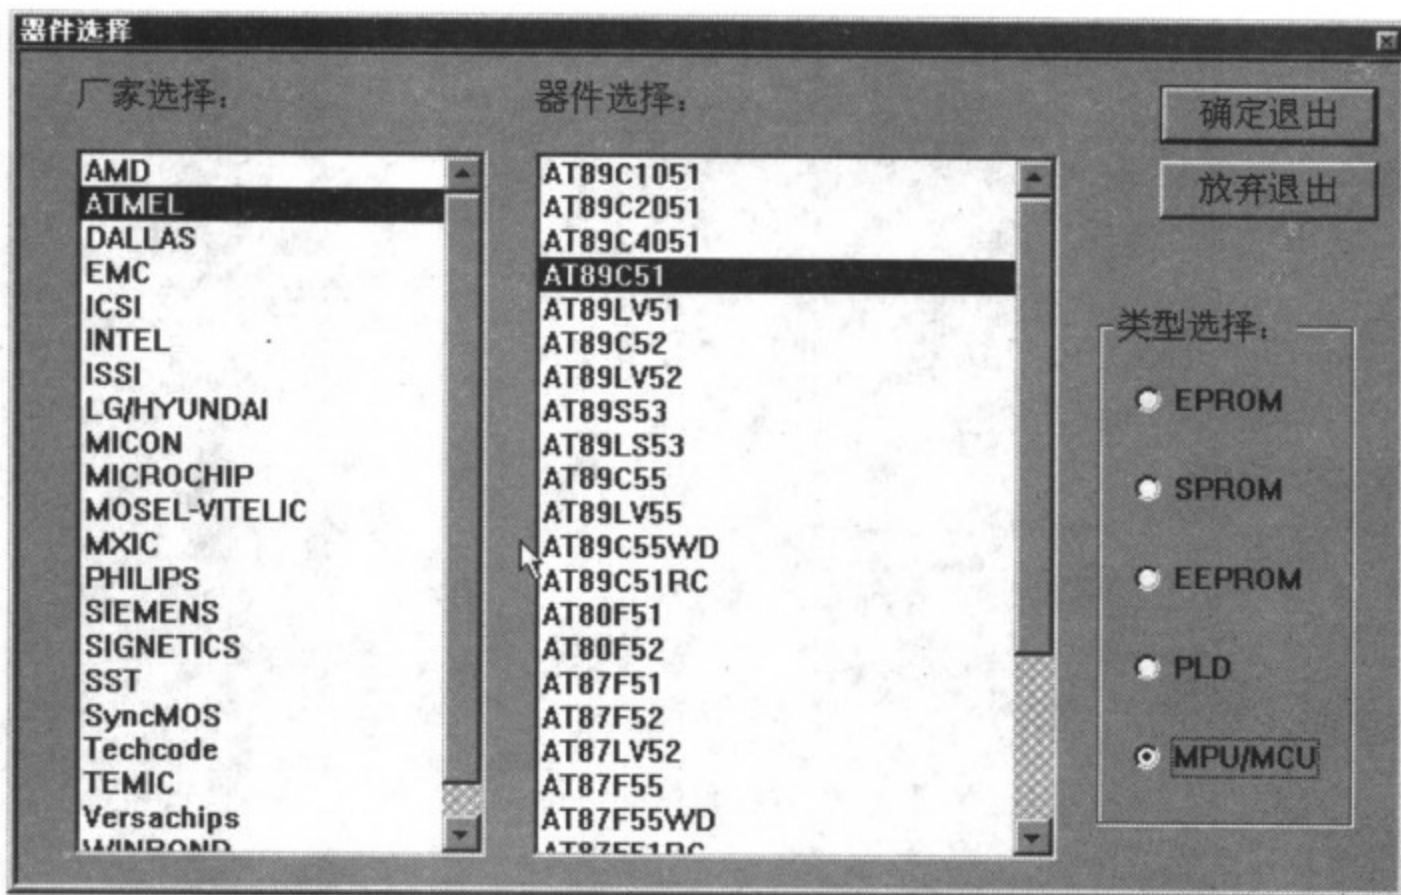 器件选择
厂家选择:
AMD
ATMEL
DALLAS
EMC
ICSI
INTEL
ISSI
LG/HYUNDAI
MICON
MICROCHIP
MOSEL-VITELIC
MXIC
PHILIPS
SIEMENS
SIGNETICS
SST
SyncMOS
Techcode
TEMIC
Versachips
WINBOND
器件选择:
AT89C1051
AT89C2051
AT89C4051
AT89C51
AT89LV51
AT89C52
AT89LV52
AT89S53
AT89LS53
AT89C55
AT89LV55
AT89C55WD
AT89C51RC
AT80F51
AT80F52
AT87F51
AT87F52
AT87LV52
AT87F55
AT87F55WD
确定退出
放弃退出
类型选择:
EPROM
SPROM
EEPROM
PLD
MPU/MCU